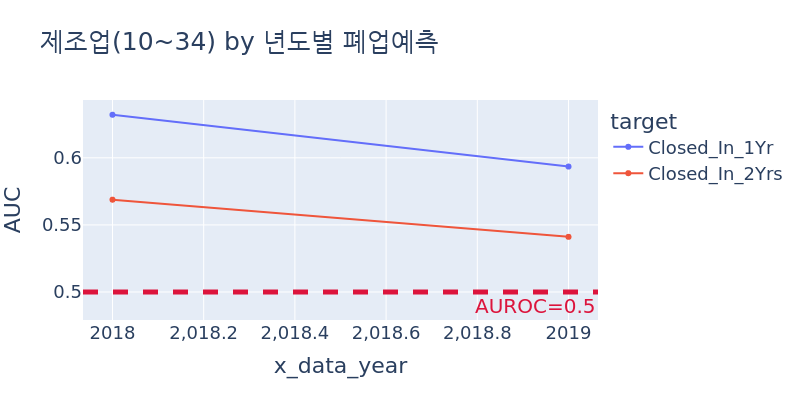 제조업(10~34) by 년도별 폐업예측
target
Closed_In_1Yr
Closed_In_2Yrs
AUC
0.6
0.55
0.5
AUROC=0.5
2018 2,018.2 2,018.4 2,018.6 2,018.8 2019
x_data_year